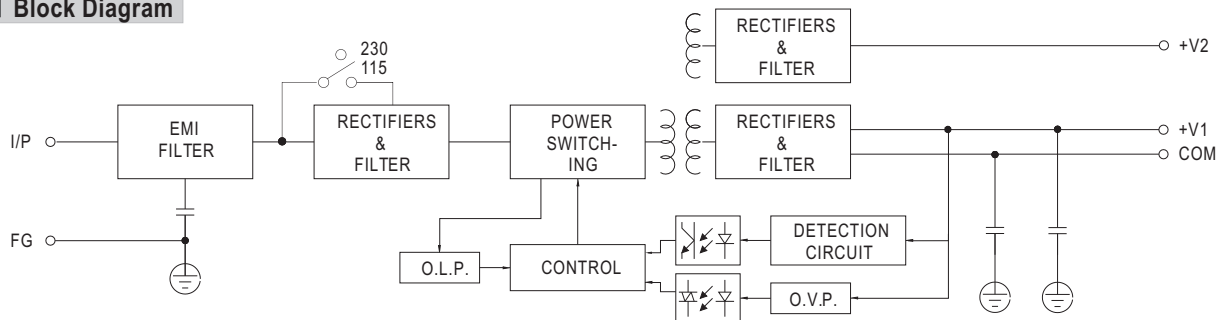 Block Diagram
RECTIFIERS
&
FILTER
+V2
230
115
I/P
EMI
FILTER
RECTIFIERS
&
FILTER
POWER
SWITCH-
ING
RECTIFIERS
&
FILTER
+V1
COM
FG
O.L.P.
CONTROL
DETECTION
CIRCUIT
O.V.P.